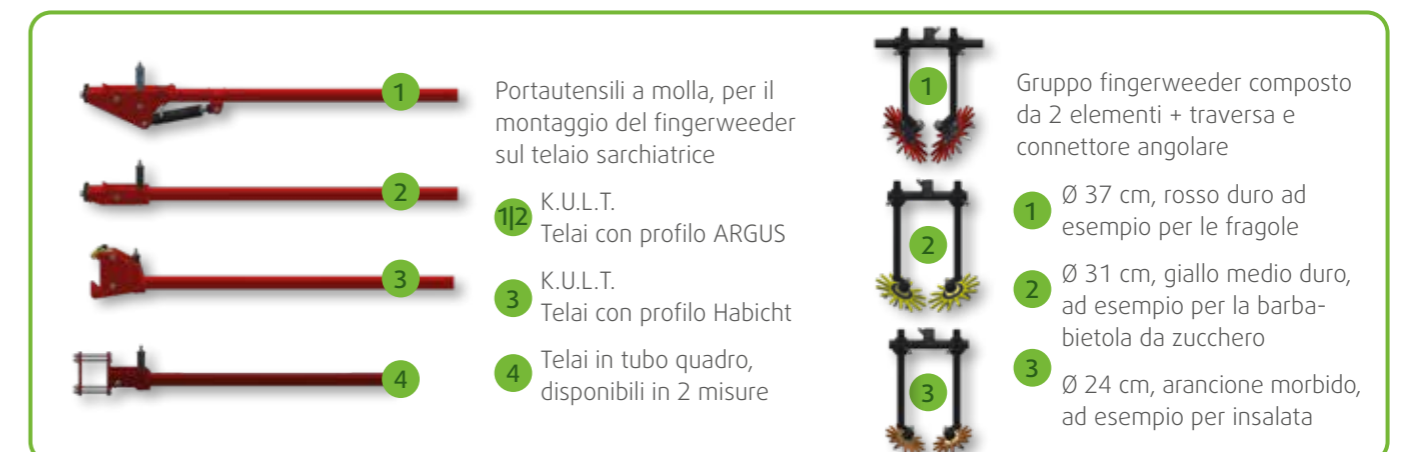 1
2
3
4
Portautensili a molla, per il
montaggio del fingerweeder
sul telaio sarchiatrice
1|2
K.U.L.T.
Telai con profilo ARGUS
3
K.U.L.T.
Telai con profilo Habicht
4
Telai in tubo quadro,
disponibili in 2 misure
1
2
3
Gruppo fingerweeder composto
da 2 elementi + traversa e
connettore angolare
1
Ø 37 cm, rosso duro ad
esempio per le fragole
2
Ø 31 cm, giallo medio duro,
ad esempio per la barba-
bietola da zucchero
3
Ø 24 cm, arancione morbido,
ad esempio per insalata